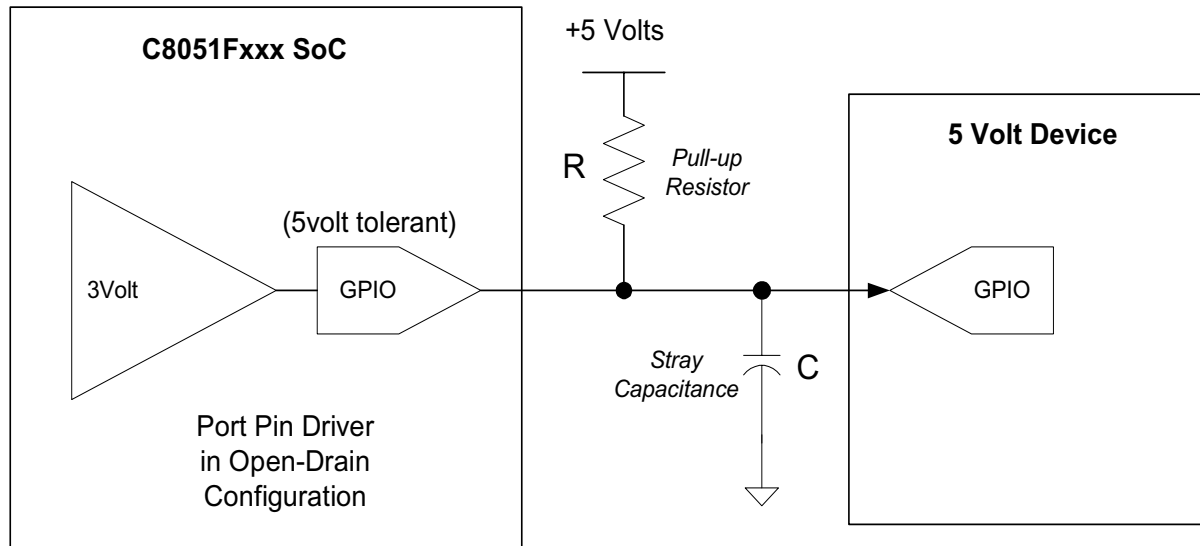 C8051Fxxx SoC
3Volt
(5volt tolerant)
GPIO
Port Pin Driver
in Open-Drain
Configuration
+5 Volts
R
Pull-up
Resistor
Stray
Capacitance
C
5 Volt Device
GPIO